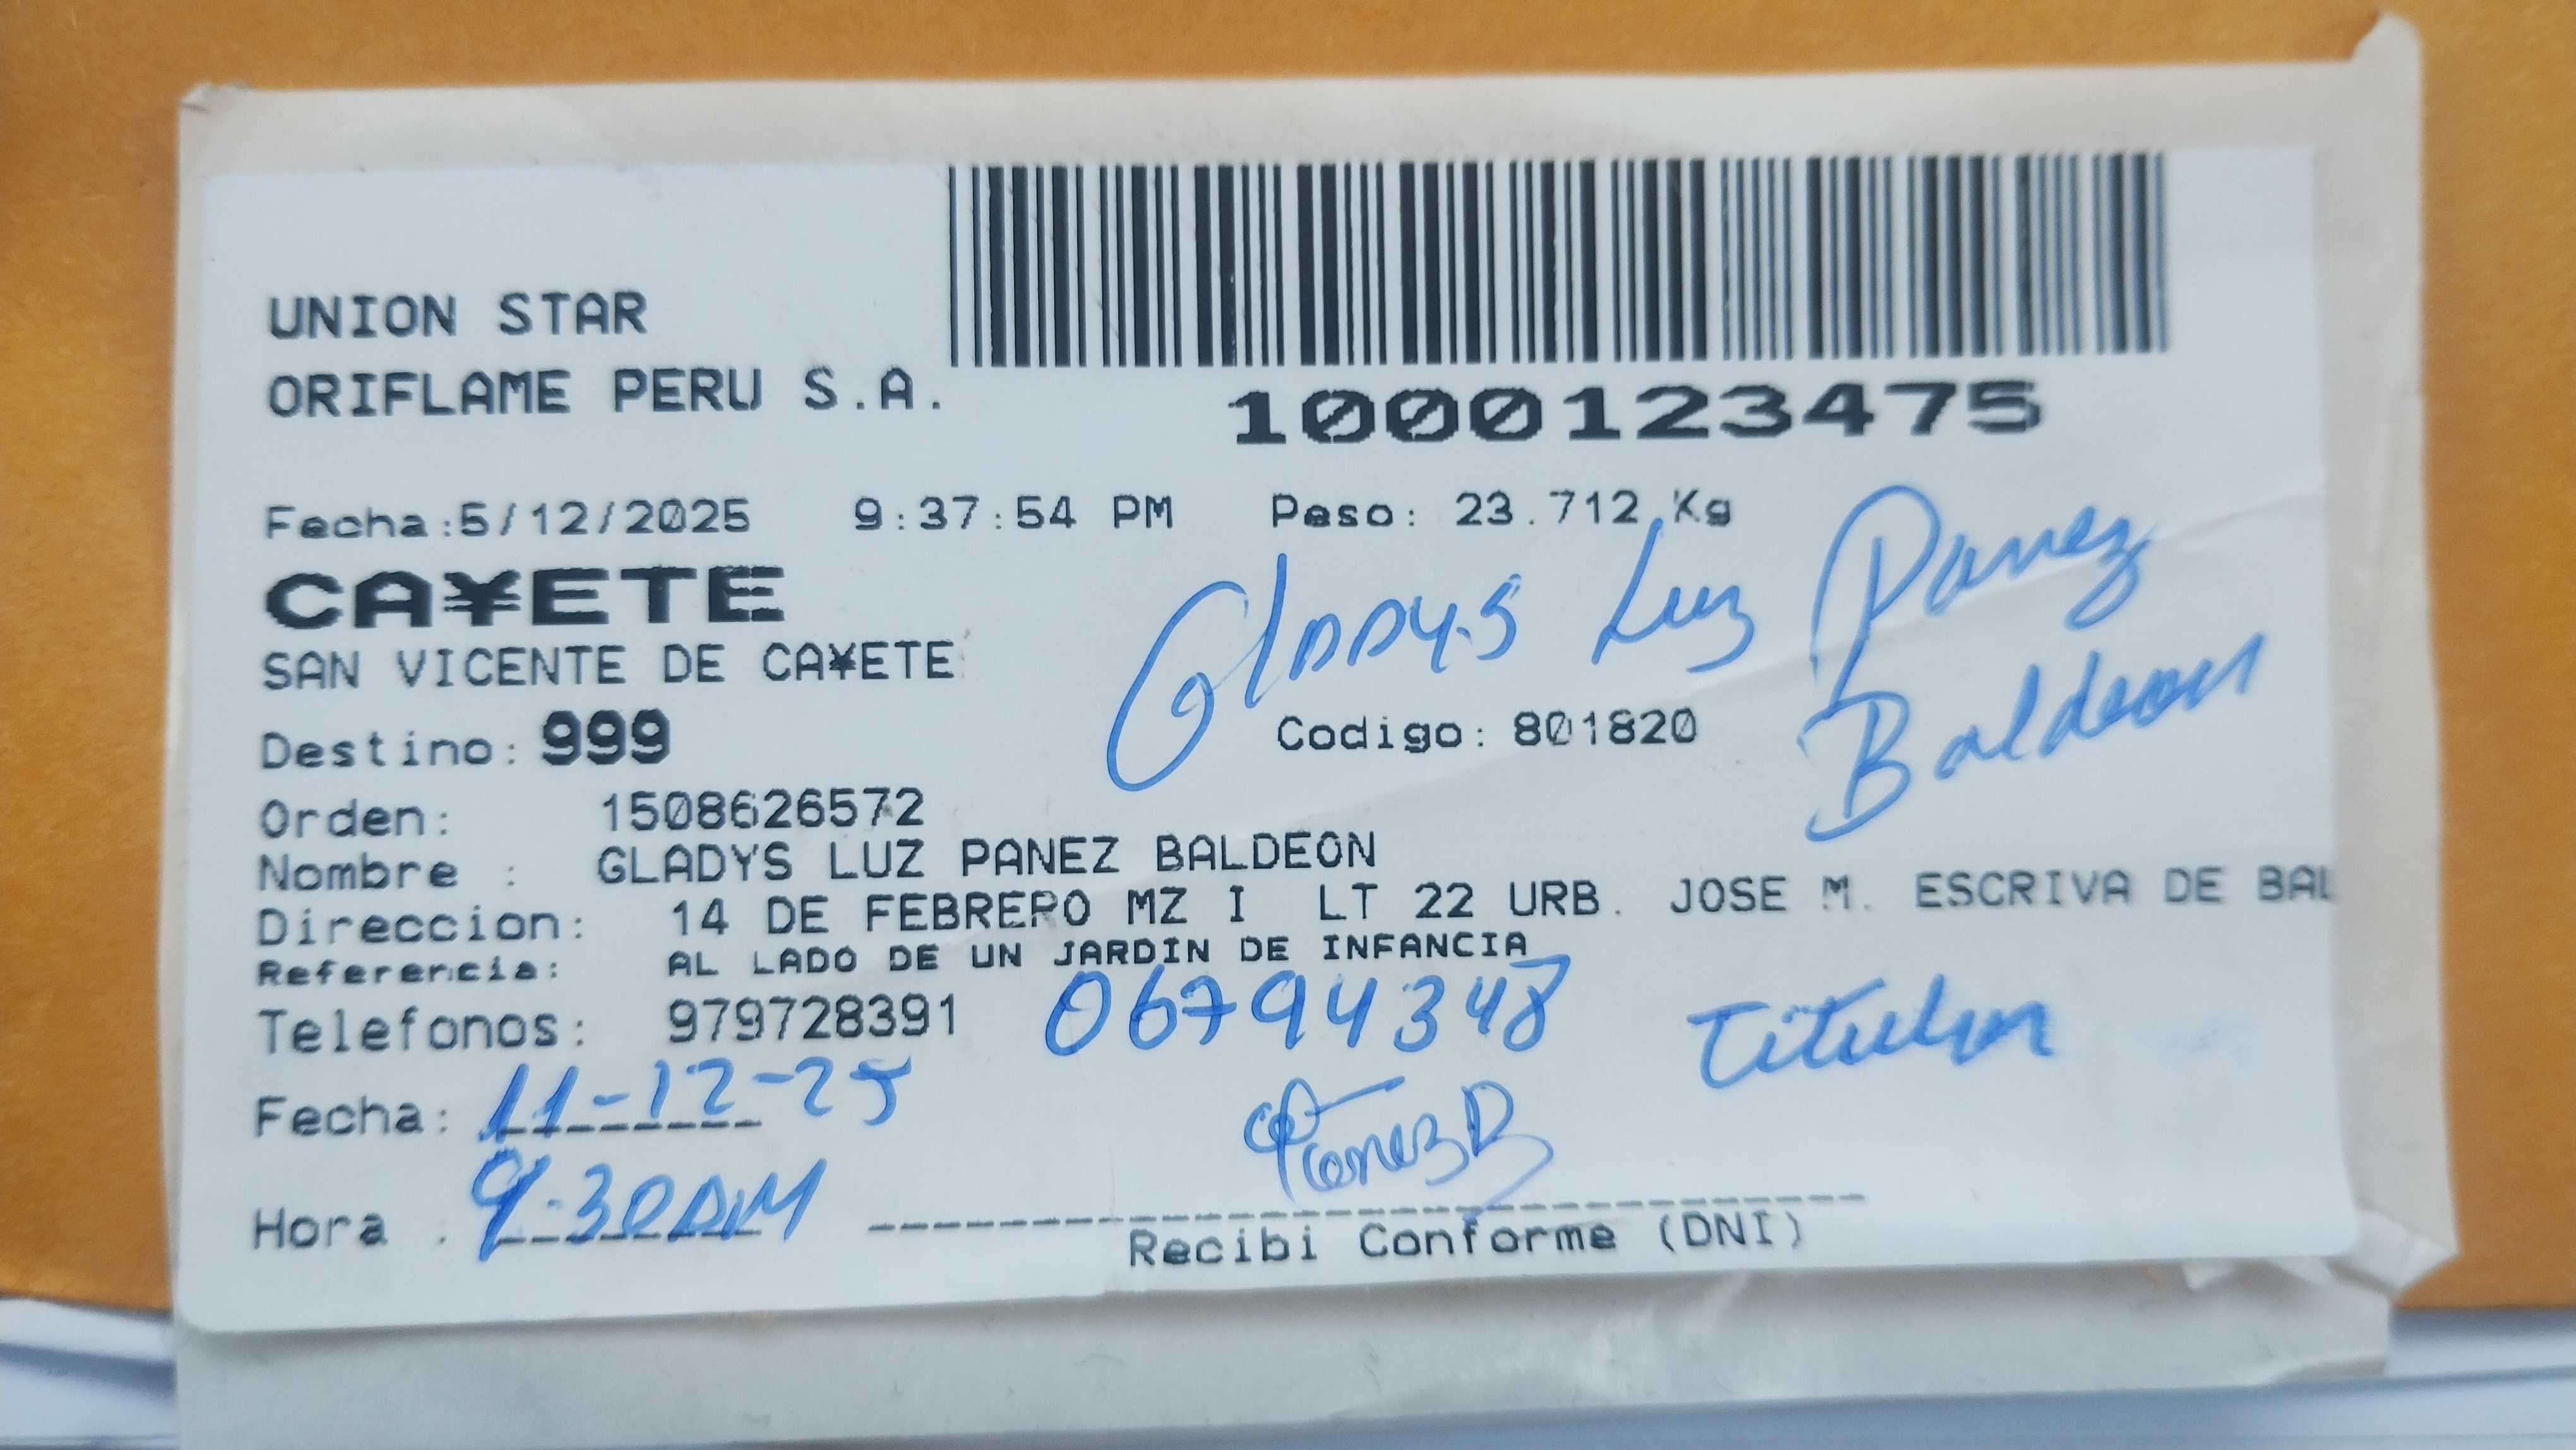 UNION STAR
ORIFLAME PERU S.A.
1000123475
Fecha:5/12/2025 9:37:54 PM Peso: 23.712 Kg
CA¥ETE
SAN VICENTE DE CA¥ETE
Gladys Luz Panez
Baldeon
Destino: 999 Codigo: 801820
Orden: 1508626572
Nombre : GLADYS LUZ PANEZ BALDEON
Direccion: 14 DE FEBRERO MZ I LT 22 URB. JOSE M. ESCRIVA DE BAL
Referencia: AL LADO DE UN JARDIN DE INFANCIA
Telefonos: 979728391 06794348 Titular
Fecha: 11-12-25
PanezB
Hora : 9:30AM
Recibi Conforme (DNI)